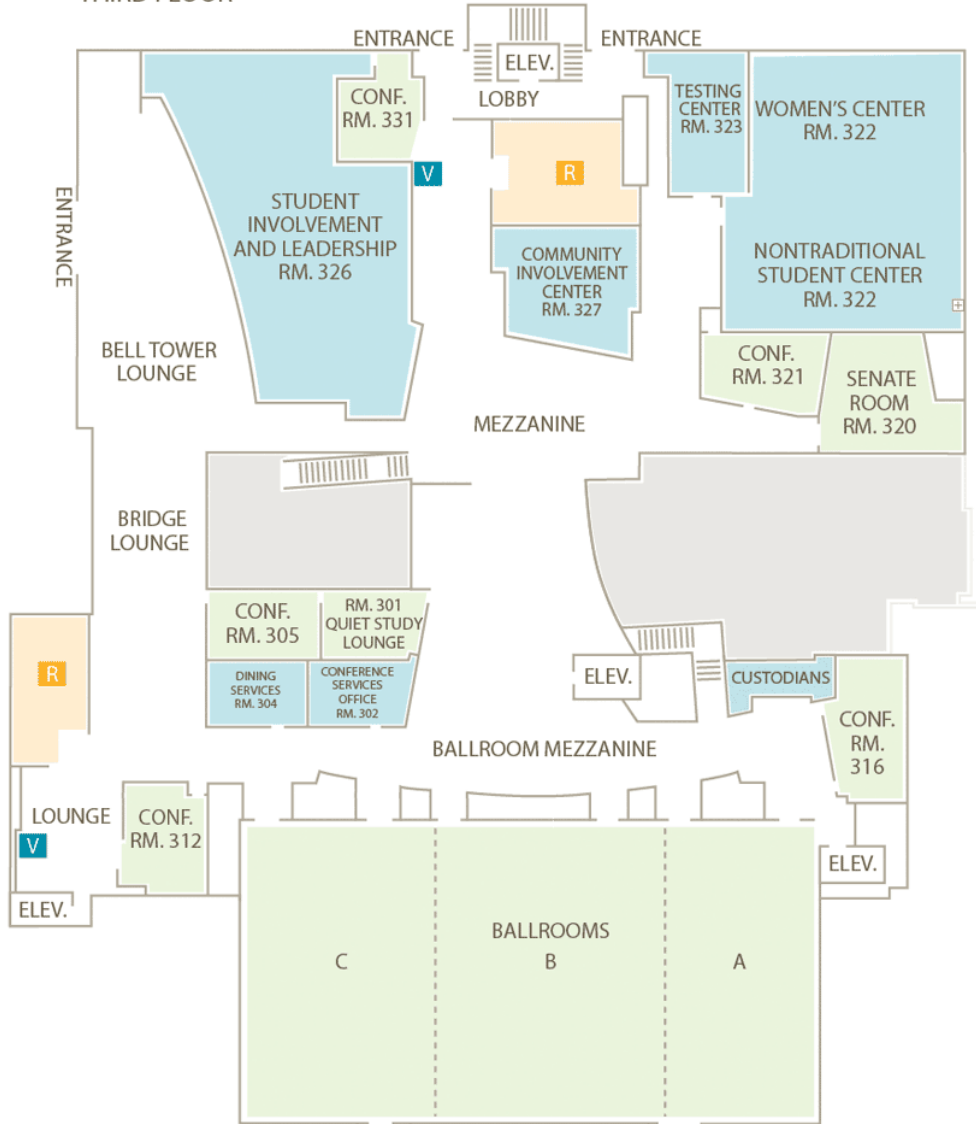 THIRD FLOOR
ENTRANCE
ENTRANCE
ELEV.
LOBBY
CONF.
RM. 331
TESTING
CENTER
RM. 323
WOMEN'S CENTER
RM. 322
V
R
ENTRANCE
STUDENT
INVOLVEMENT
AND LEADERSHIP
RM. 326
COMMUNITY
INVOLVEMENT
CENTER
RM. 327
NONTRADITIONAL
STUDENT CENTER
RM. 322
BELL TOWER
LOUNGE
CONF.
RM. 321
SENATE
ROOM
RM. 320
MEZZANINE
BRIDGE
LOUNGE
CONF.
RM. 305
RM. 301
QUIET STUDY
LOUNGE
R
DINING
SERVICES
RM. 304
CONFERENCE
SERVICES
OFFICE
RM. 302
ELEV.
CUSTODIANS
CONF.
RM.
316
BALLROOM MEZZANINE
LOUNGE
V
CONF.
RM. 312
ELEV.
ELEV.
BALLROOMS
C
B
A